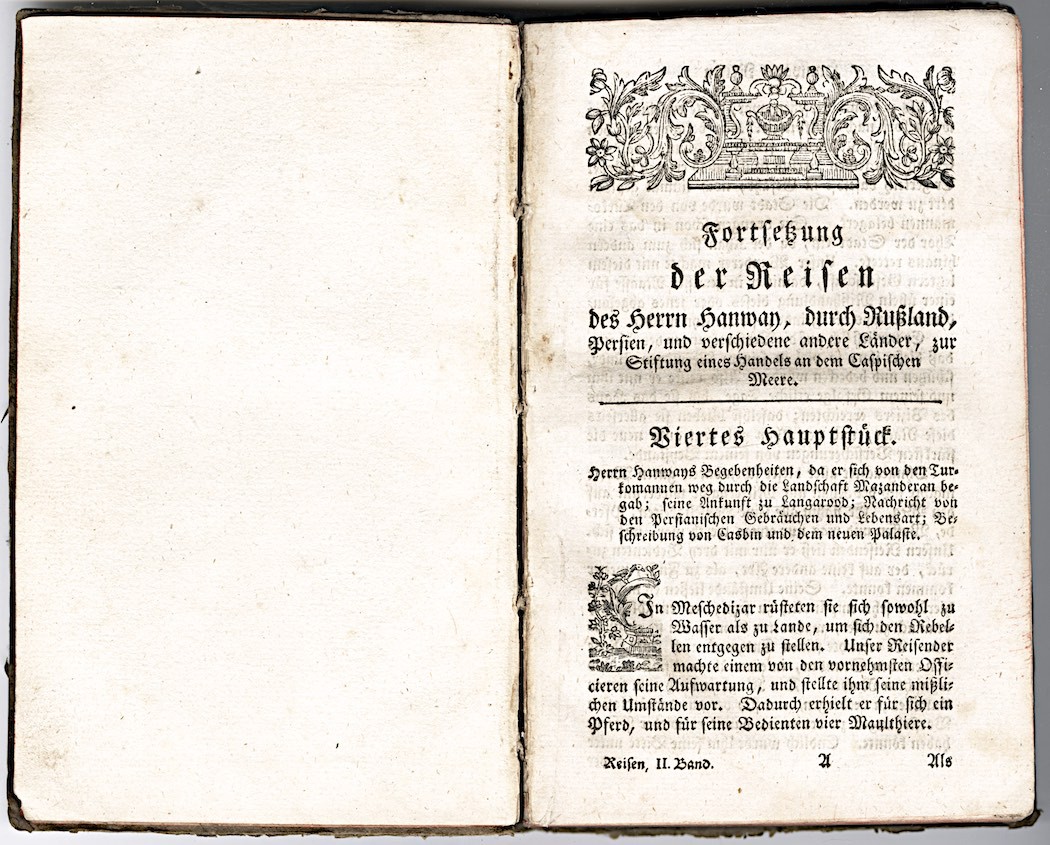 Fortsetzung
der Reisen
des Herrn Hanway, durch Rußland,
Persien, und verschiedene andere Länder, zur
Stiftung eines Handels an dem Caspischen
Meere.
Viertes Hauptstück.
Herrn Hanways Begebenheiten, da er sich von den Tur-
komannen weg durch die Landschaft Mazanderan be-
gab; seine Ankunft zu Langarood; Nachricht von
den Persianischen Gebräuchen und Lebensart; Be-
schreibung von Casbin und dem neuen Palaste.
In Meschedizar rüsteten sie sich sowohl zu
Wasser als zu Lande, um sich den Rebel-
len entgegen zu stellen. Unser Reisender
machte einem von den vornehmsten Offi-
cieren seine Aufwartung, und stellte ihm seine mißli-
chen Umstände vor. Dadurch erhielt er für sich ein
Pferd, und für seine Bedienten vier Maulthiere.
Reisen, II. Band. A Als